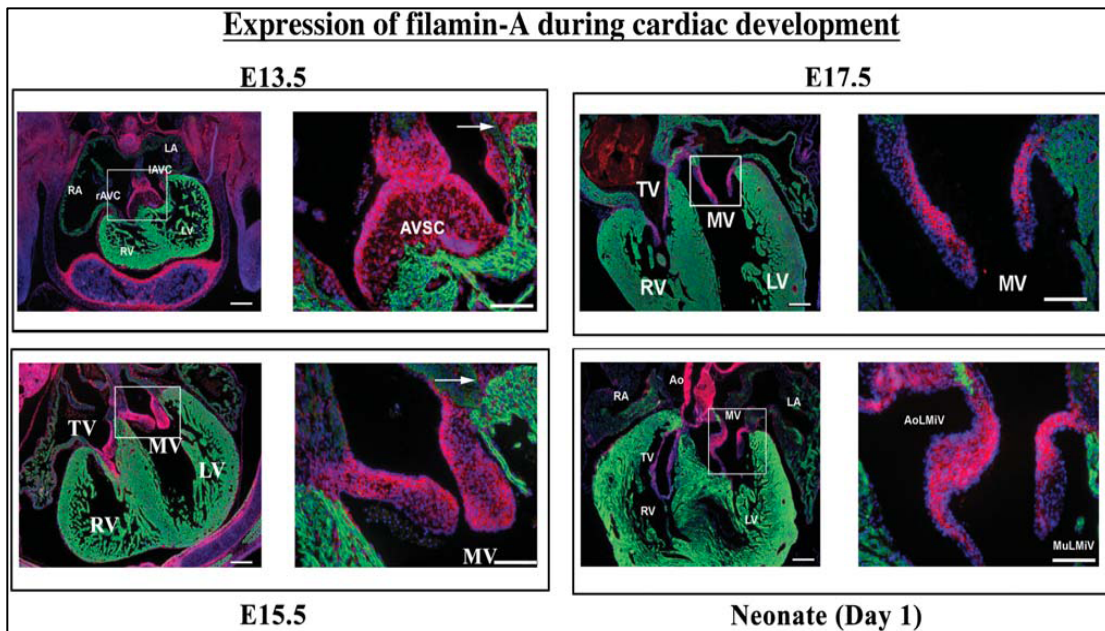 Expression of filamin-A during cardiac development
E13.5
LA
lAVC
RA
rAVC
LV
RV
AVSC
E17.5
TV
MV
RV
LV
MV
TV
MV
LV
RV
MV
E15.5
Ao
RA
MV
LA
TV
RV
LV
AoLMiV
MuLMiV
Neonate (Day 1)